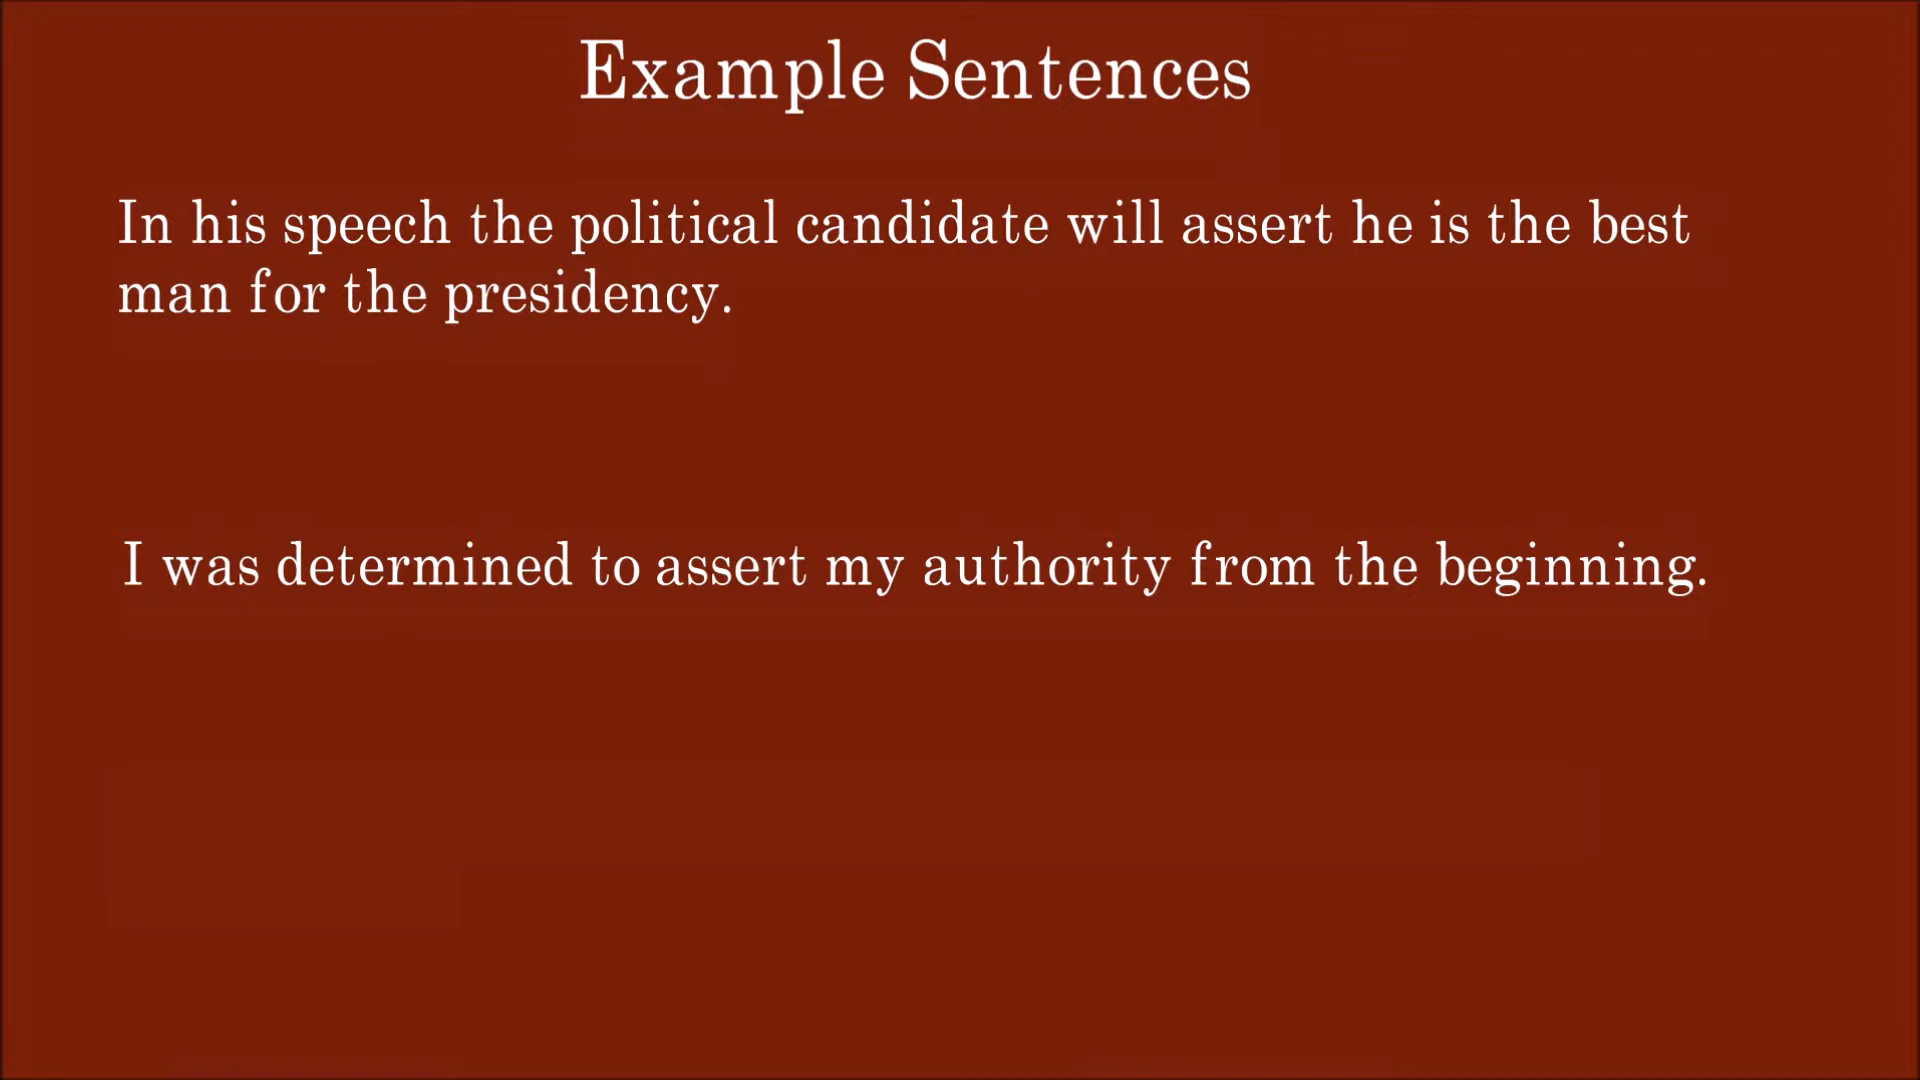 Example Sentences
In his speech the political candidate will assert he is the best
man for the presidency.
I was determined to assert my authority from the beginning.